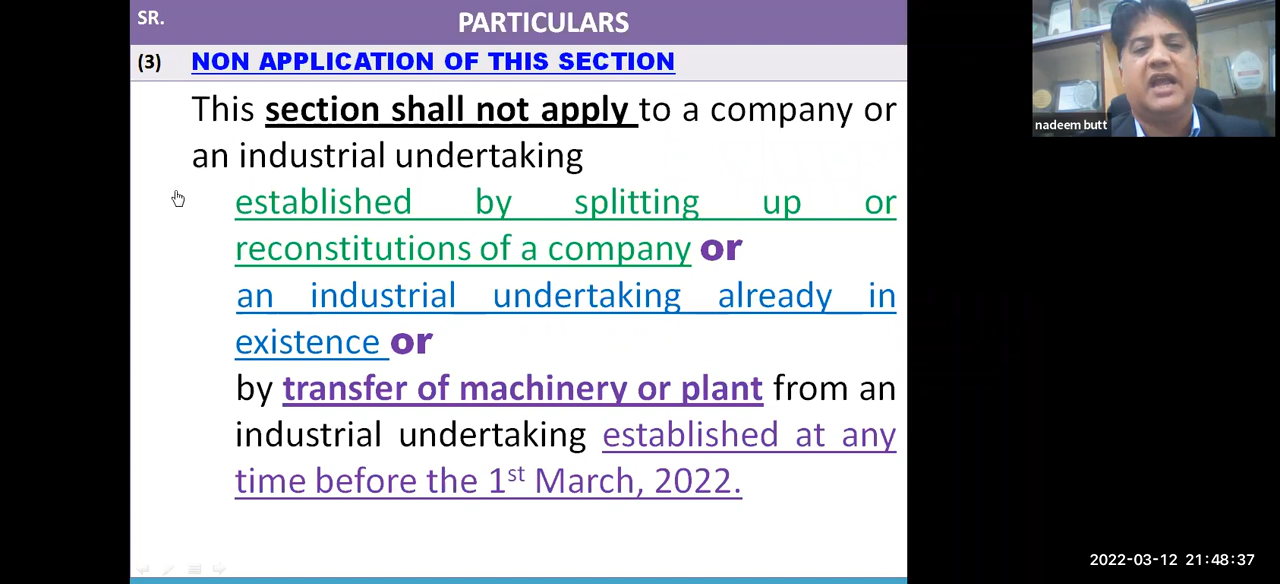 SR.
PARTICULARS
(3) NON APPLICATION OF THIS SECTION
This section shall not apply to a company or
an industrial undertaking
established by splitting up or
reconstitutions of a company or
an industrial undertaking already in
existence or
by transfer of machinery or plant from an
industrial undertaking established at any
time before the 1st March, 2022.
nadeem butt
2022-03-12 21:48:37